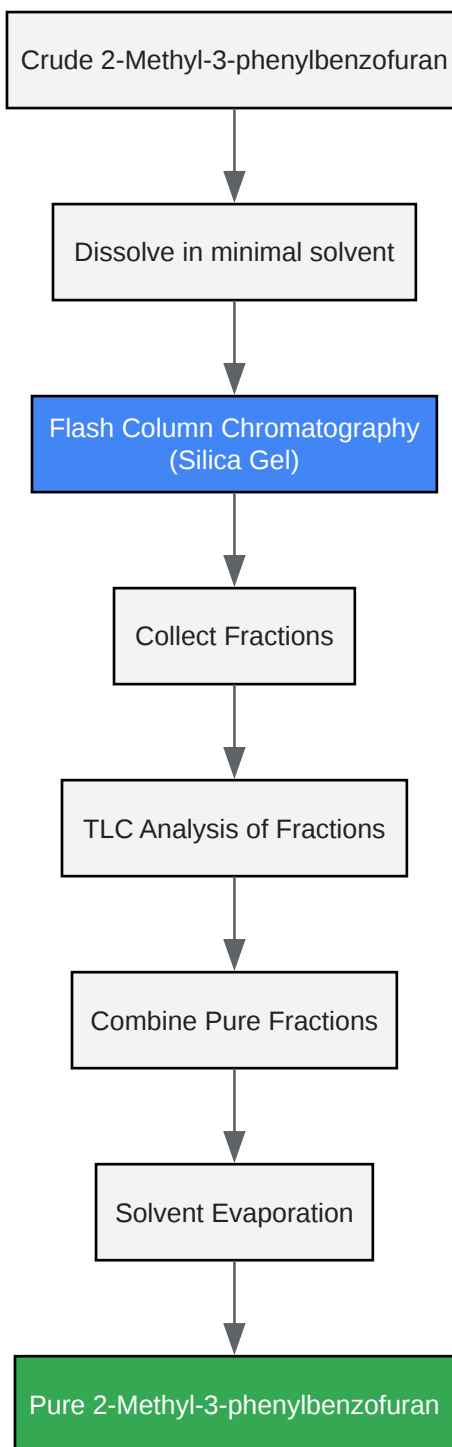 Crude 2-Methyl-3-phenylbenzofuran
Dissolve in minimal solvent
Flash Column Chromatography
(Silica Gel)
Collect Fractions
TLC Analysis of Fractions
Combine Pure Fractions
Solvent Evaporation
Pure 2-Methyl-3-phenylbenzofuran